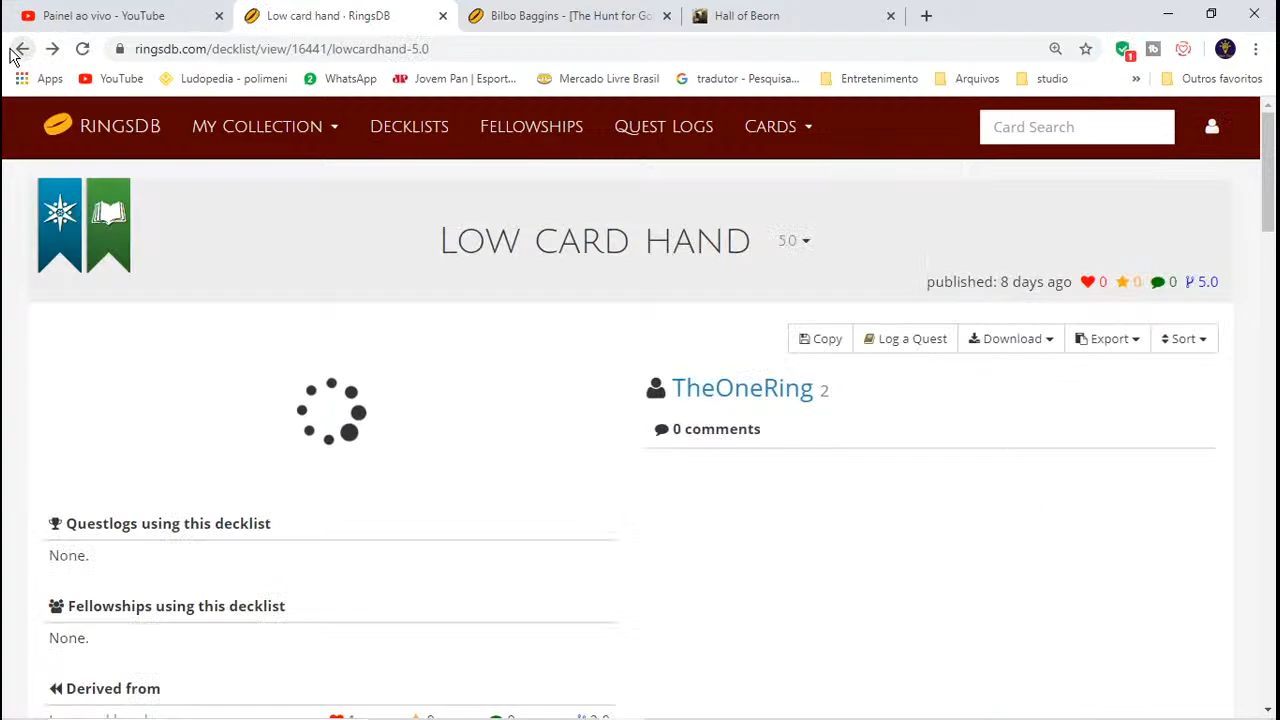 Painel ao vivo - YouTube
Low card hand · RingsDB
Bilbo Baggins - [The Hunt for Go
Hall of Beorn
ringsdb.com/decklist/view/16441/lowcardhand-5.0
1
Apps
YouTube
Ludopedia - polimeni
2 WhatsApp
Jovem Pan | Esport...
Mercado Livre Brasil
tradutor - Pesquisa...
Entretenimento
Arquivos
studio
»
Outros favoritos
RINGSDB
MY COLLECTION
DECKLISTS
FELLOWSHIPS
QUEST LOGS
CARDS
Card Search
LOW CARD HAND
5.0
published: 8 days ago 0 0 0 5.0
Copy
Log a Quest
Download
Export
Sort
TheOneRing 2
0 comments
Questlogs using this decklist
None.
Fellowships using this decklist
None.
Derived from